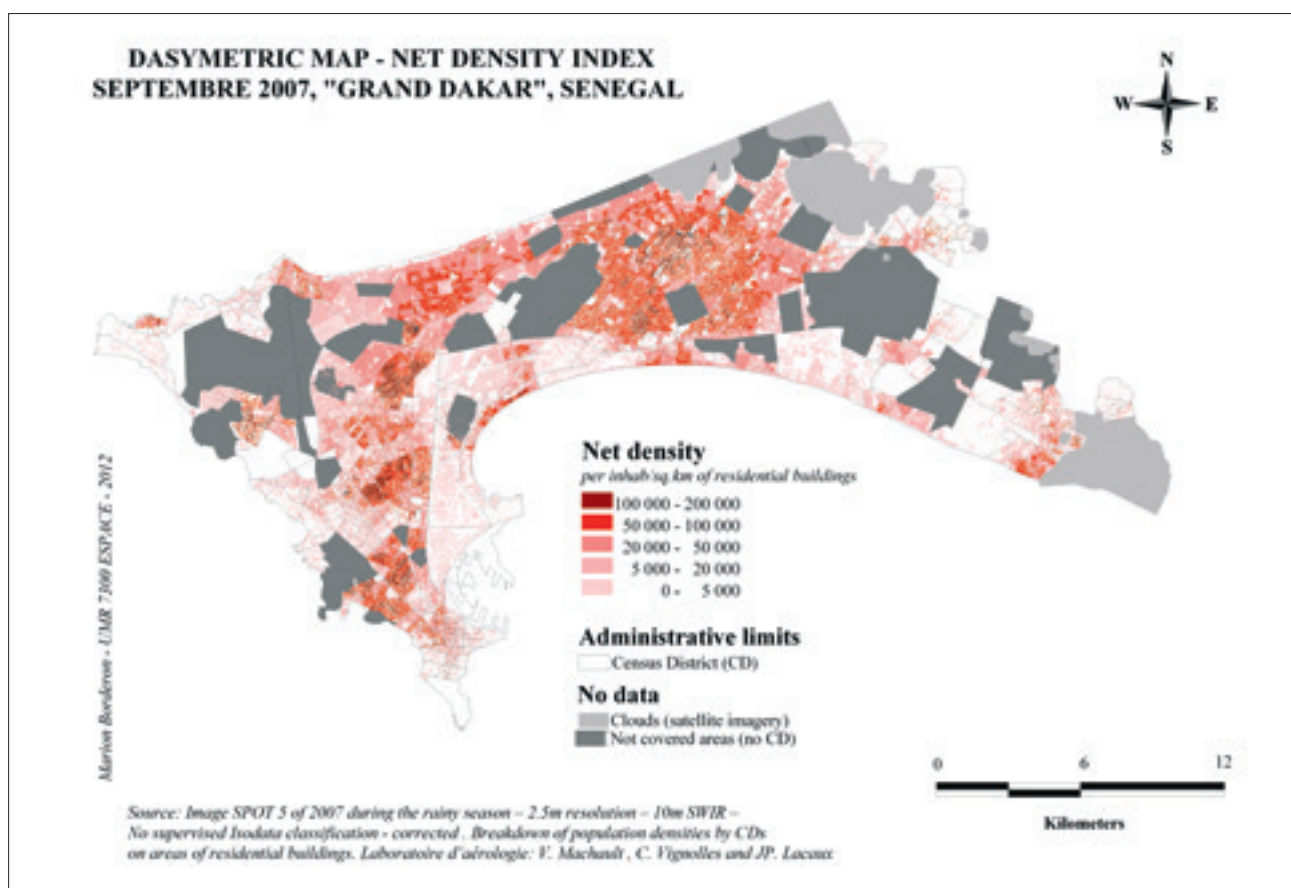 DASYMETRIC MAP - NET DENSITY INDEX
SEPTEMBRE 2007, "GRAND DAKAR", SENEGAL
N
W E
S
Marion Borderon - UMR 7300 ESPACE - 2012
Net density
per inhab/sq.km of residential buildings
100 000 - 200 000
50 000 - 100 000
20 000 - 50 000
5 000 - 20 000
0 - 5 000
Administrative limits
Census District (CD)
No data
Clouds (satellite imagery)
Not covered areas (no CD)
0 6 12
Kilometers
Source: Image SPOT 5 of 2007 during the rainy season – 2.5m resolution – 10m SWIR –
No supervised Isodata classification - corrected . Breakdown of population densities by CDs
on areas of residential buildings. Laboratoire d'aérologie: V. Machault , C. Vignolles and JP. Lacaux